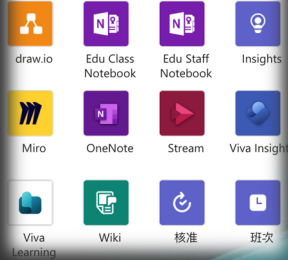 draw.io
Edu Class
Notebook
Edu Staff
Notebook
Insights
Miro
OneNote
Stream
Viva Insight
Viva
Learning
Wiki
核准
班次